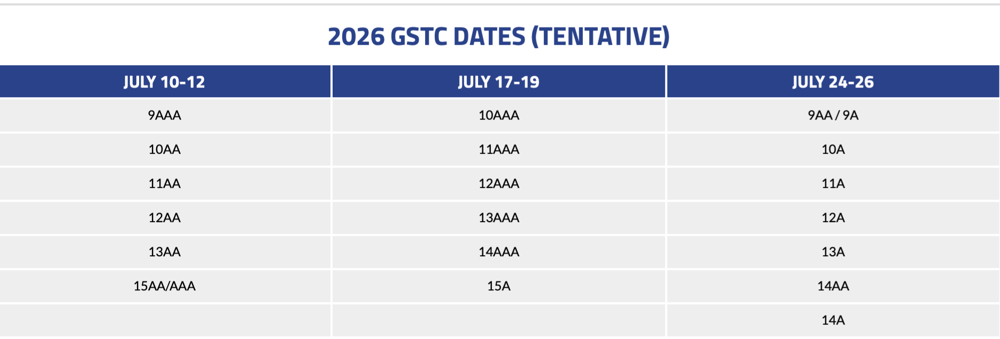 2026 GSTC DATES (TENTATIVE)
JULY 10-12 JULY 17-19 JULY 24-26
9AAA 10AAA 9AA / 9A
10AA 11AAA 10A
11AA 12AAA 11A
12AA 13AAA 12A
13AA 14AAA 13A
15AA/AAA 15A 14AA
14A